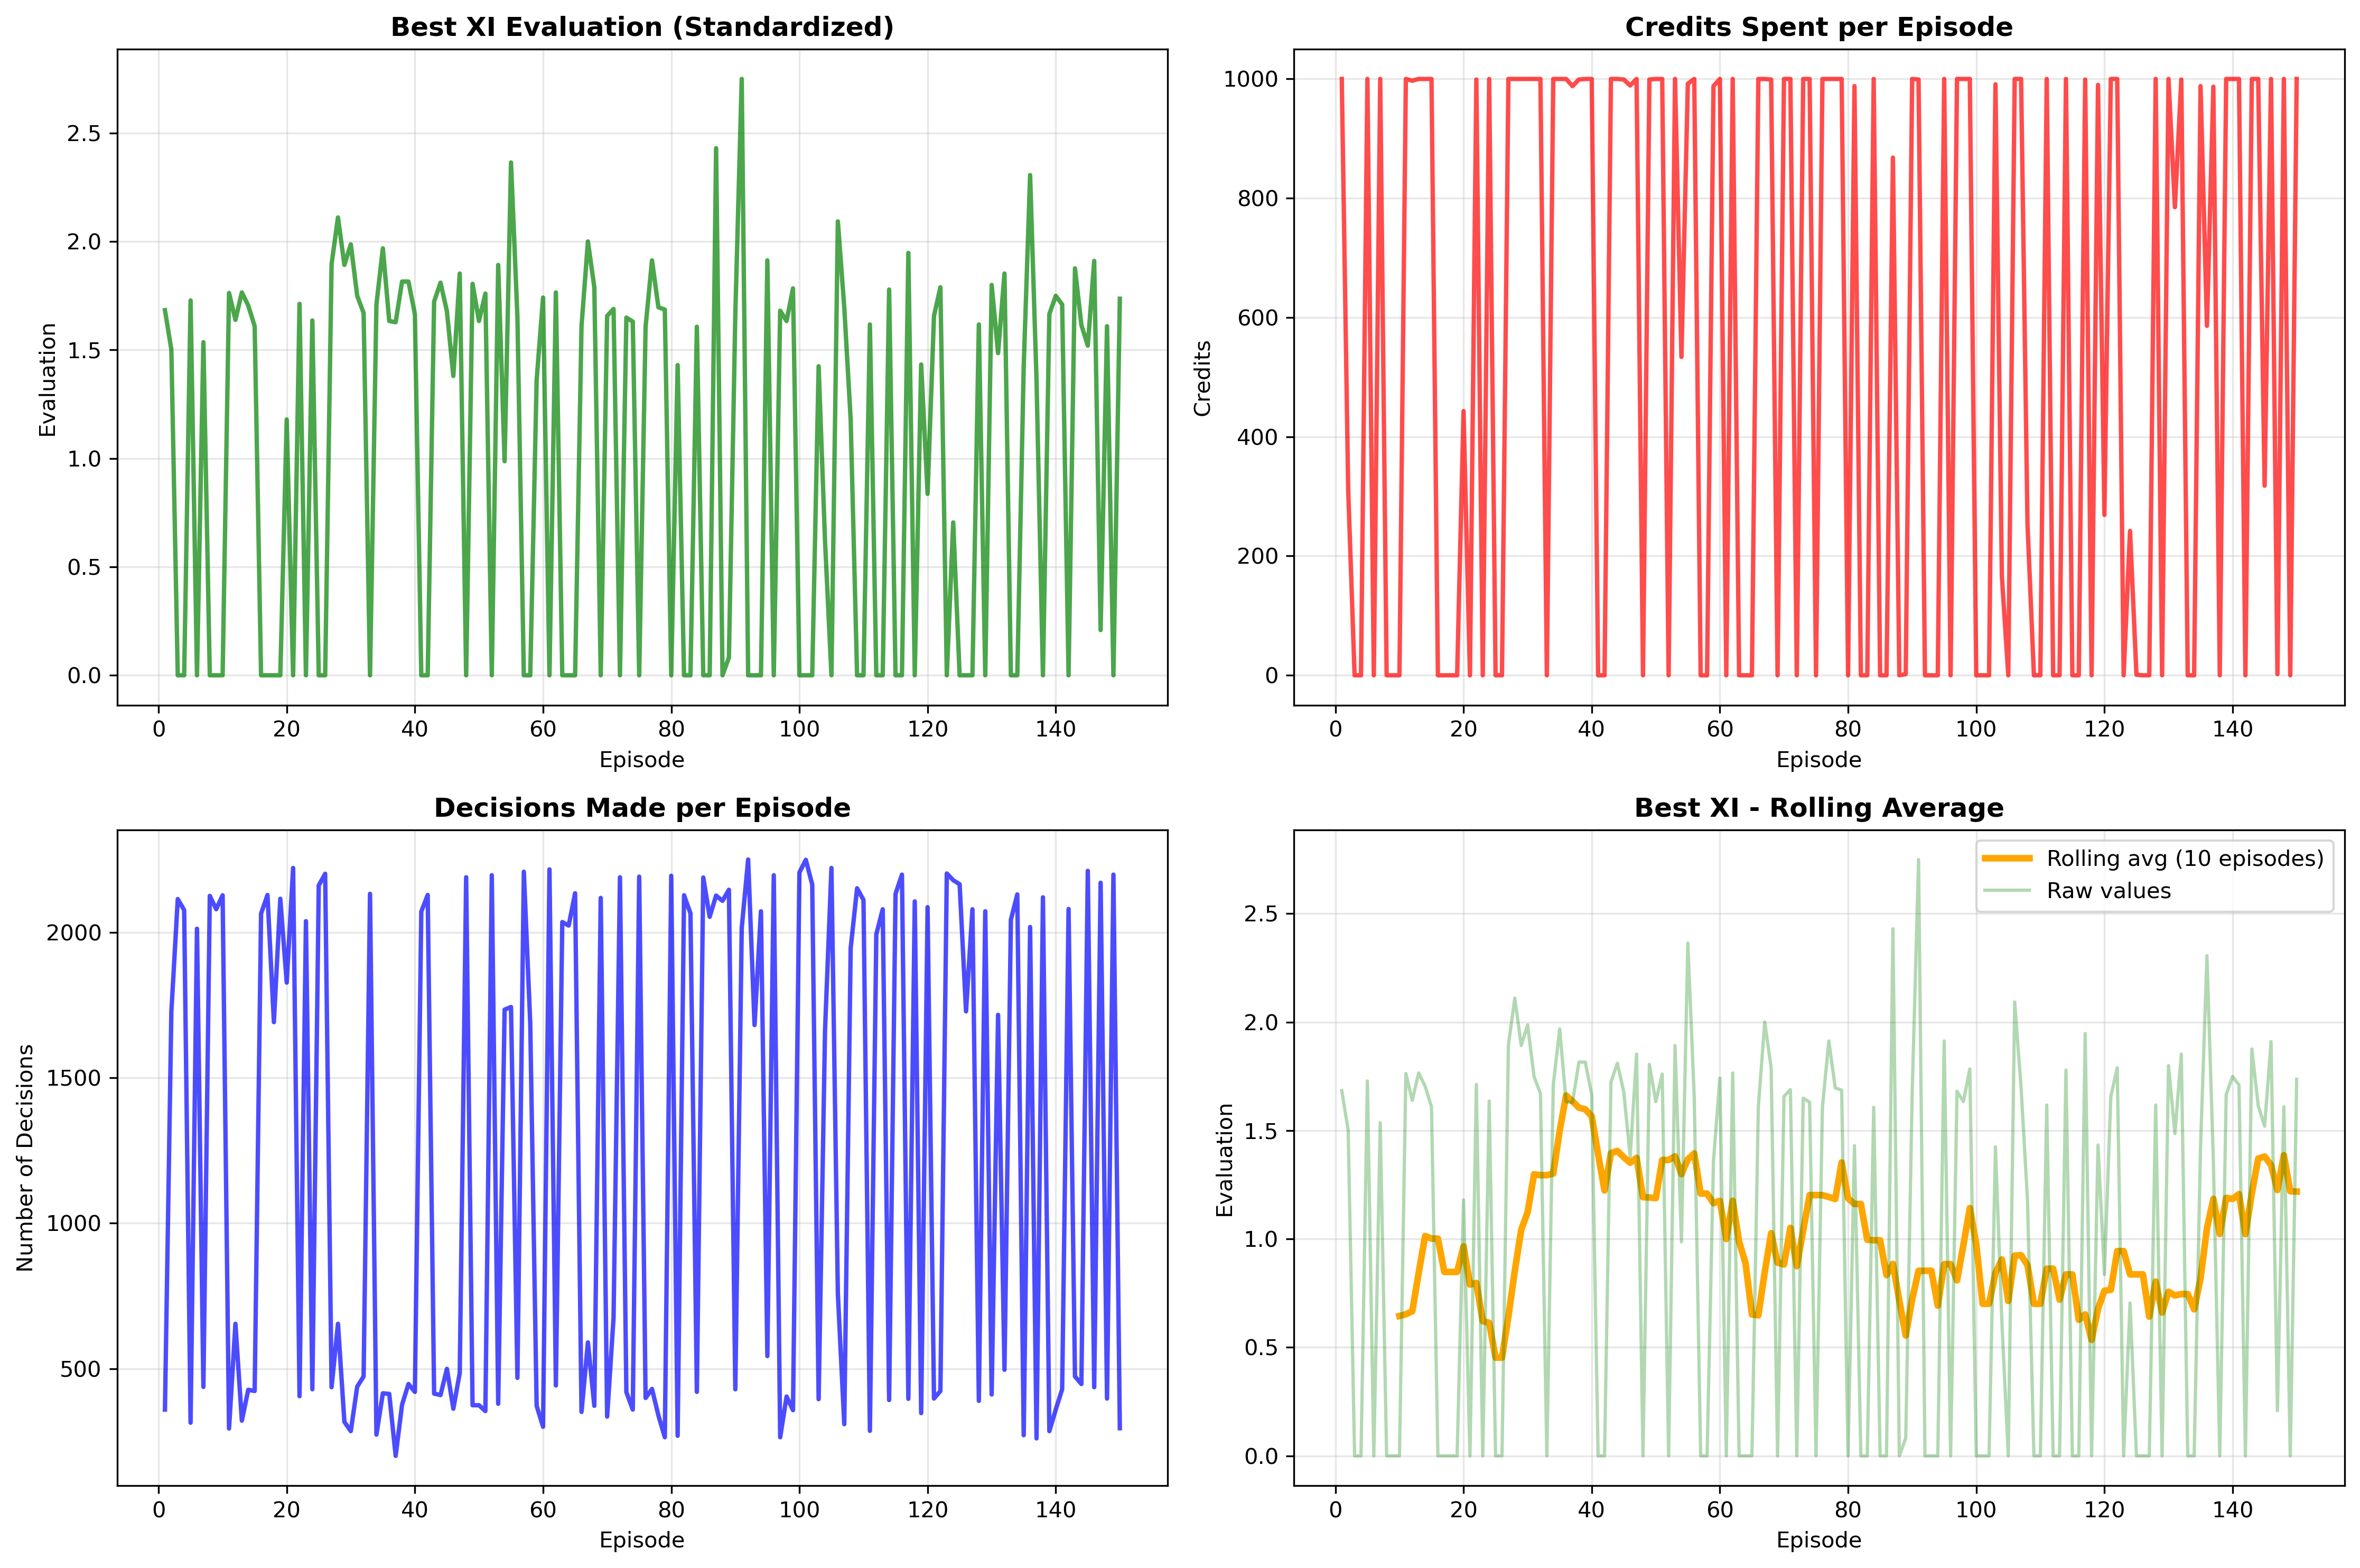 Best XI Evaluation (Standardized)
Evaluation
2.5
2.0
1.5
1.0
0.5
0.0
0 20 40 60 80 100 120 140
Episode
Credits Spent per Episode
Credits
1000
800
600
400
200
0
0 20 40 60 80 100 120 140
Episode
Decisions Made per Episode
Number of Decisions
2000
1500
1000
500
0 20 40 60 80 100 120 140
Episode
Best XI - Rolling Average
Rolling avg (10 episodes)
Raw values
Evaluation
2.5
2.0
1.5
1.0
0.5
0.0
0 20 40 60 80 100 120 140
Episode